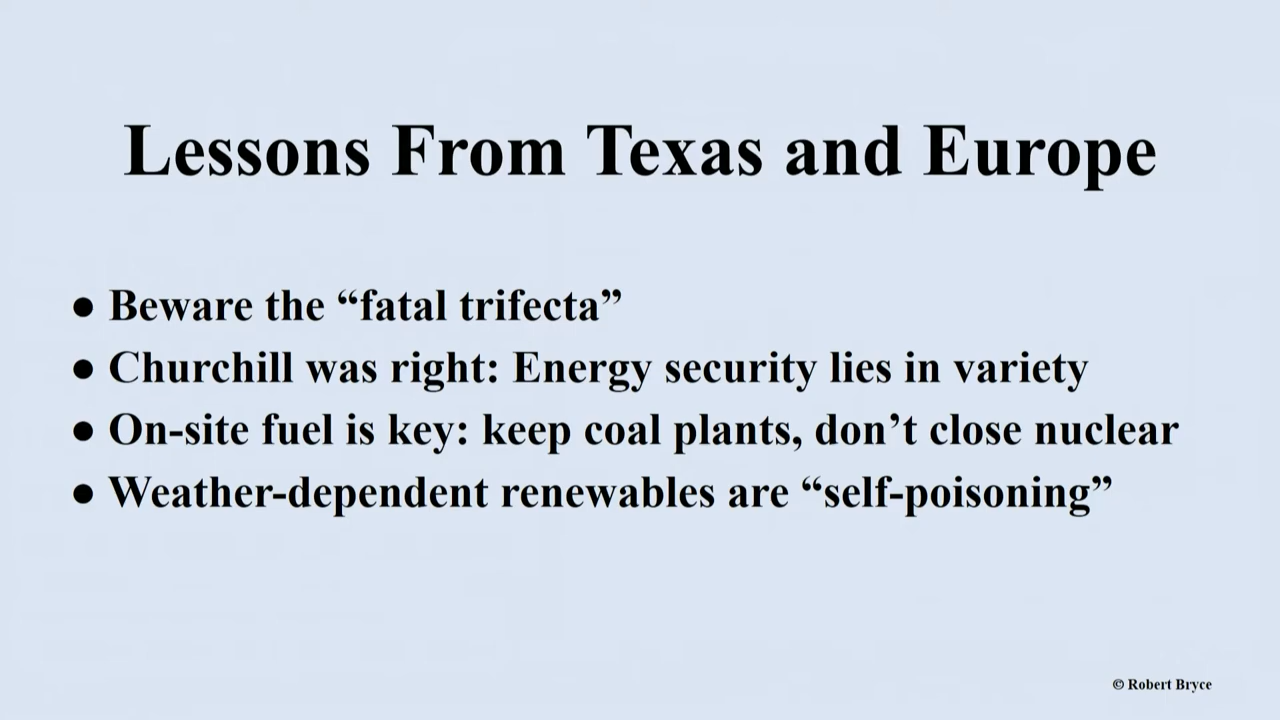 Lessons From Texas and Europe
● Beware the “fatal trifecta”
● Churchill was right: Energy security lies in variety
● On-site fuel is key: keep coal plants, don’t close nuclear
● Weather-dependent renewables are “self-poisoning”
© Robert Bryce